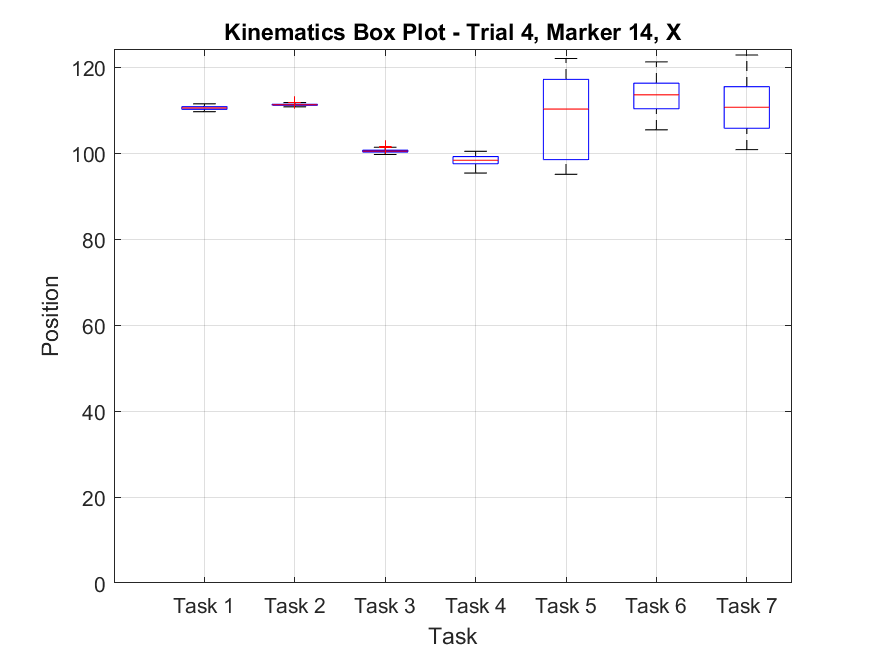 Kinematics Box Plot - Trial 4, Marker 14, X
120
100
80
60
40
20
0
Position
Task 1 Task 2 Task 3 Task 4 Task 5 Task 6 Task 7
Task